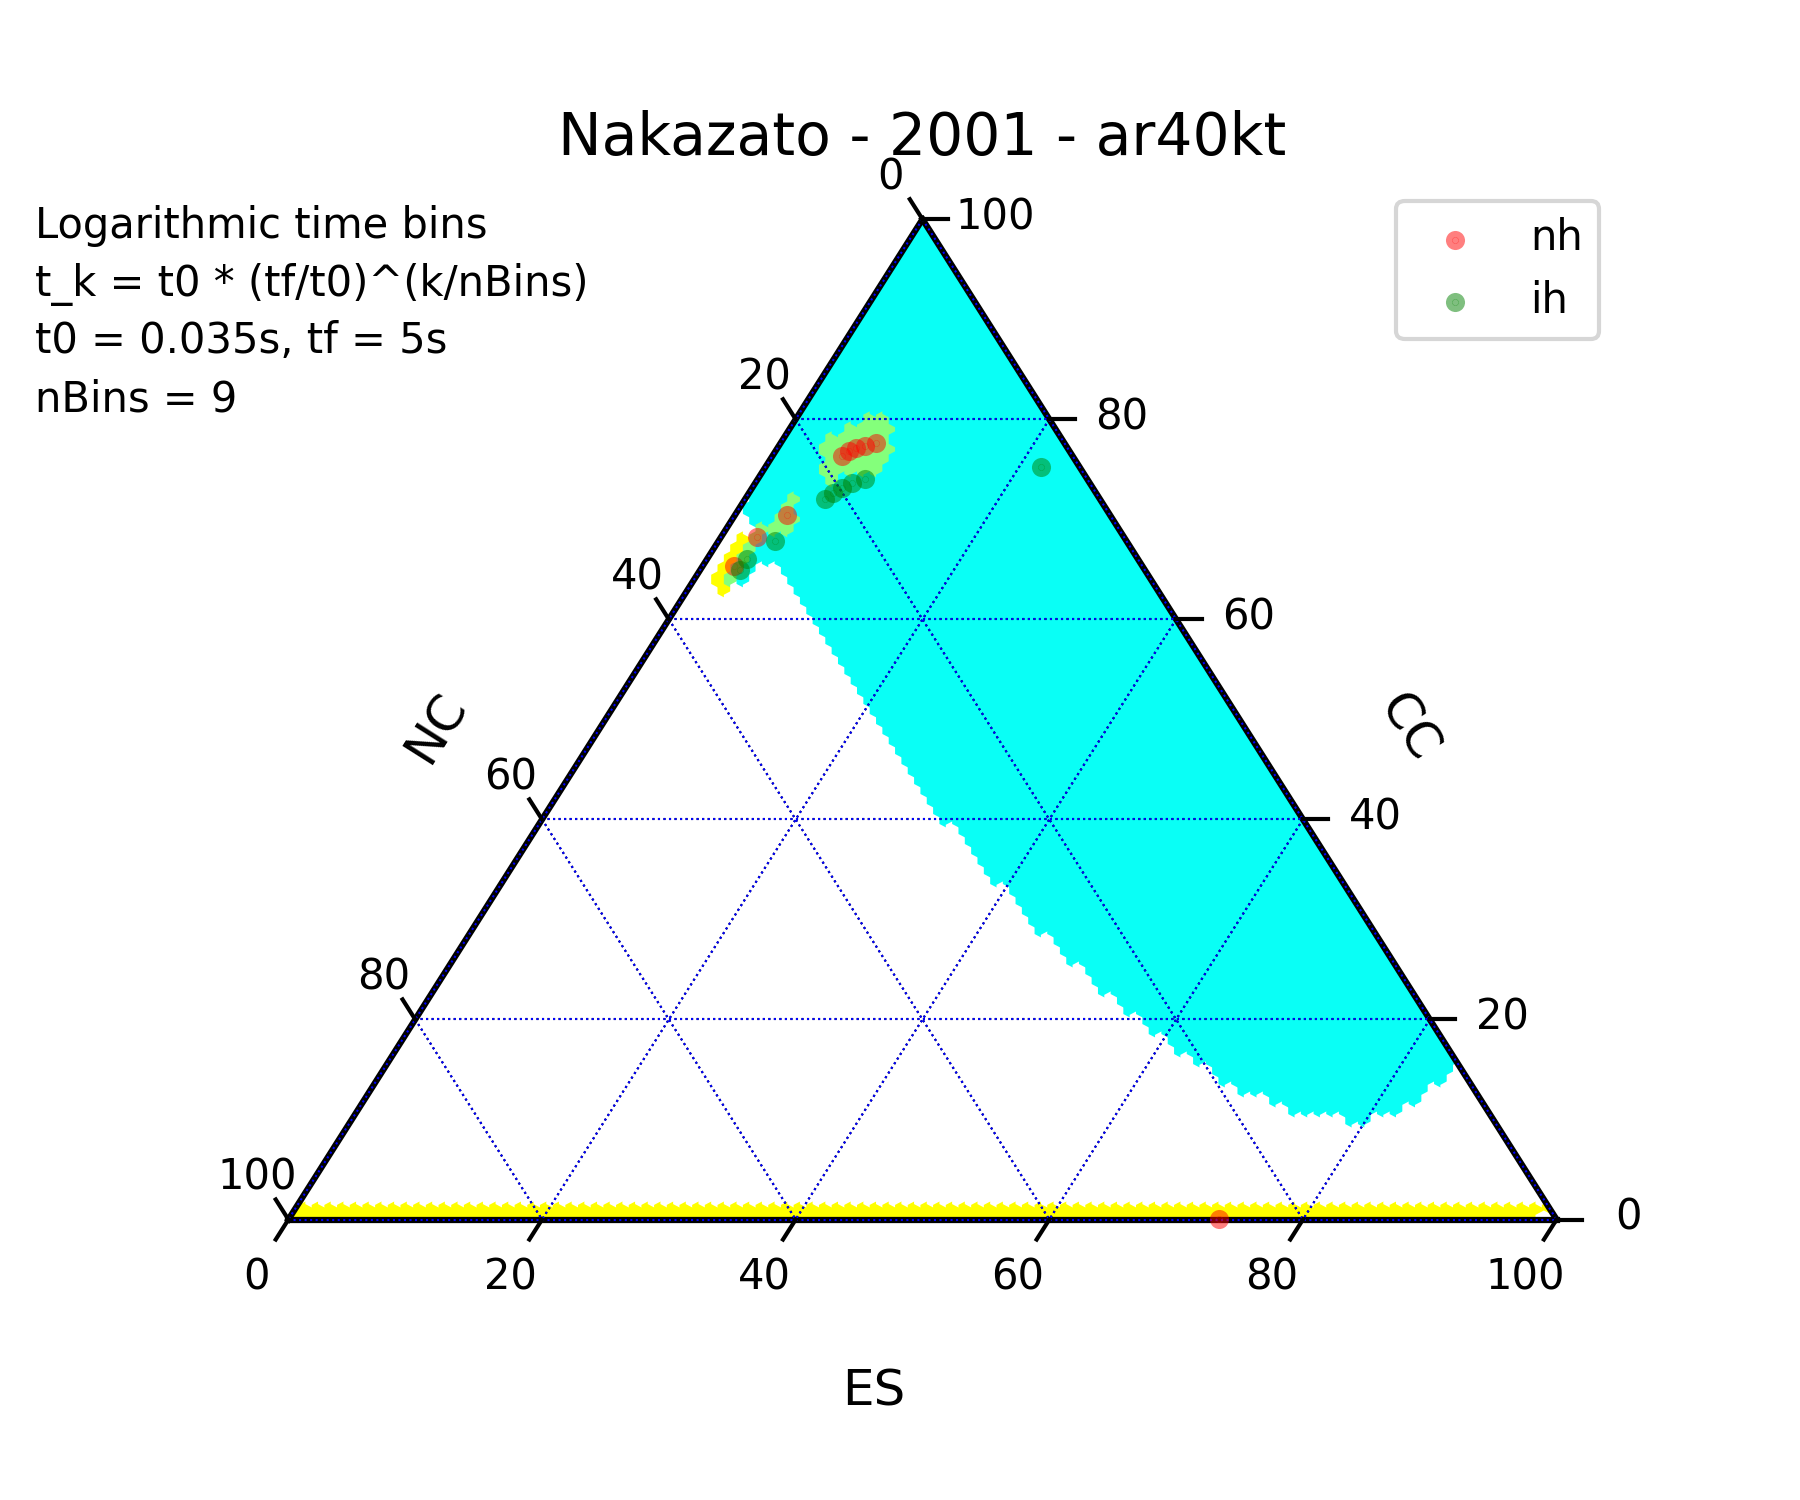 Nakazato - 2001 - ar40kt
Logarithmic time bins
t_k = t0 * (tf/t0)^(k/nBins)
t0 = 0.035s, tf = 5s
nBins = 9
nh
ih
0
20
40
60
80
100
NC
100
80
60
40
20
0
CC
0
20
40
60
80
100
ES